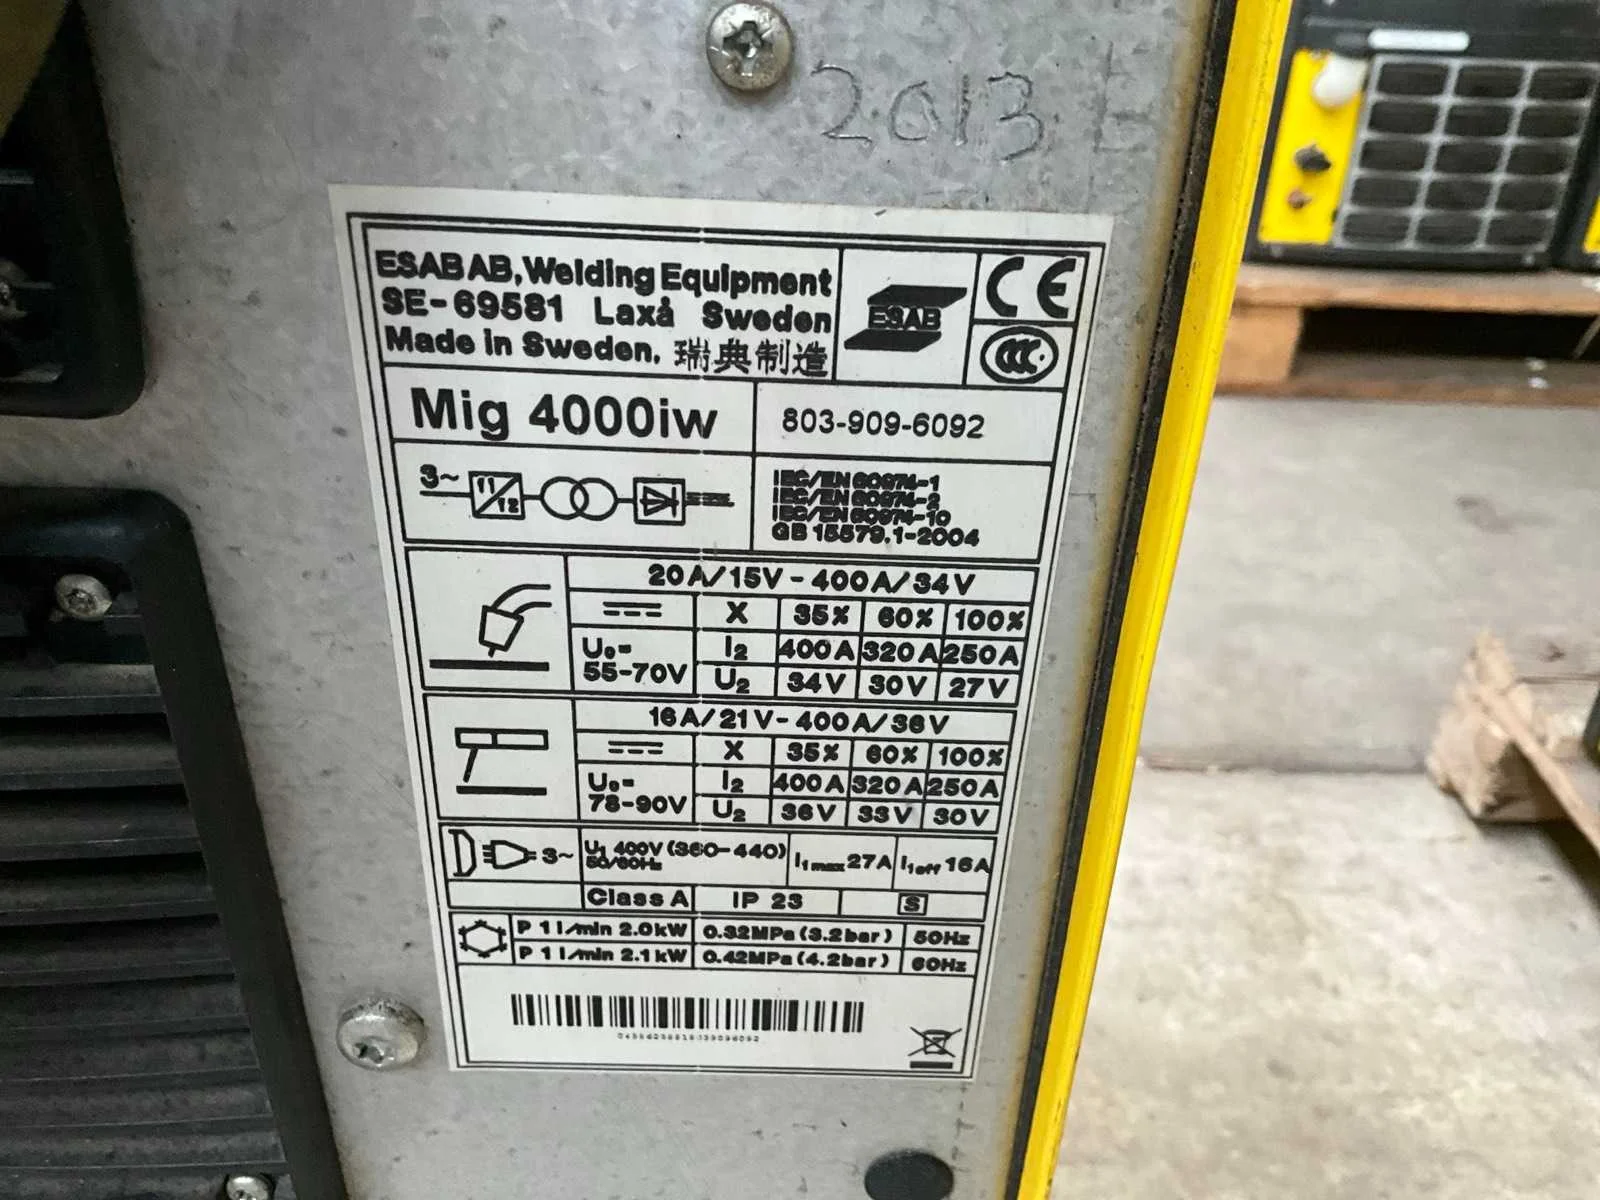 2013
ESAB AB, Welding Equipment
SE-69581 Laxå Sweden
Made in Sweden. 瑞典制造
ESAB
CE
CCC
Mig 4000iw
803-909-6092
3~ f1 f2
IEC/EN 60974-1
IEC/EN 60974-2
IEC/EN 60974-10
GB 15579.1-2004
20A/15V - 400A/34V
X 35% 60% 100%
U₀= 55-70V
I₂ 400A 320A 250A
U₂ 34V 30V 27V
16A/21V - 400A/36V
X 35% 60% 100%
U₀= 78-90V
I₂ 400A 320A 250A
U₂ 36V 33V 30V
3~ U₁ 400V (360-440) 50/60Hz I₁max 27A I₁eff 16A
Class A IP 23 S
P 1 l/min 2.0kW 0.32MPa (3.2bar) 50Hz
P 1 l/min 2.1kW 0.42MPa (4.2bar) 60Hz